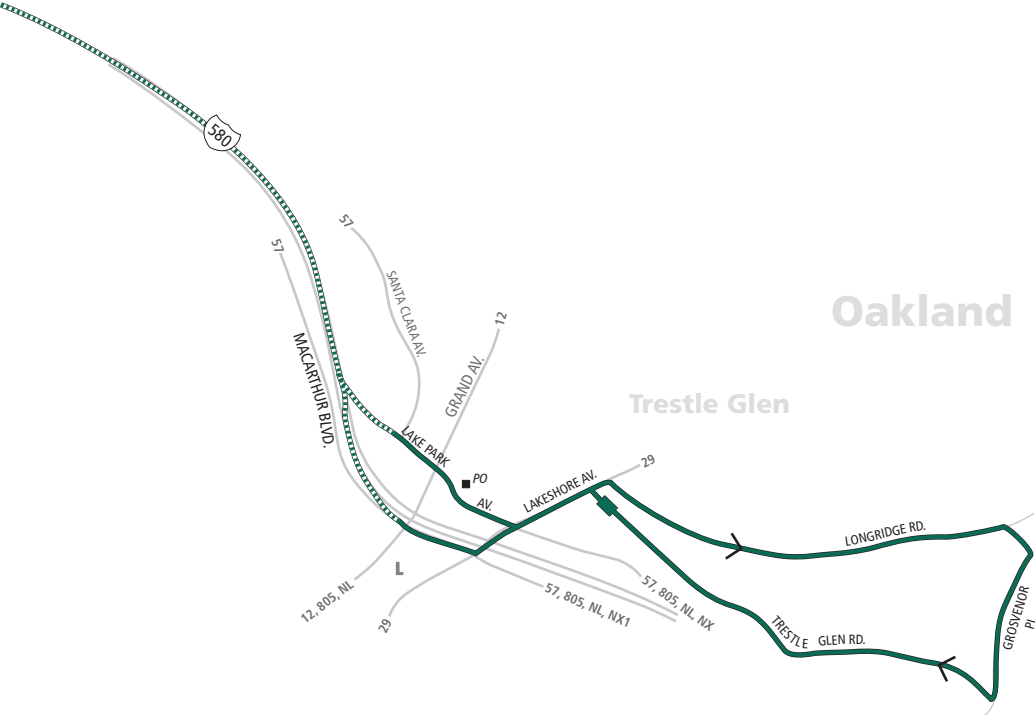 580
57
57
SANTA CLARA AV.
Oakland
12
MACARTHUR BLVD.
GRAND AV.
Trestle Glen
LAKE PARK
AV.
PO
LAKESHORE AV.
29
LONGRIDGE RD.
L
12, 805, NL
29
57, 805, NL, NX1
57, 805, NL, NX
TRESTLE GLEN RD.
GROSVENOR
Pl